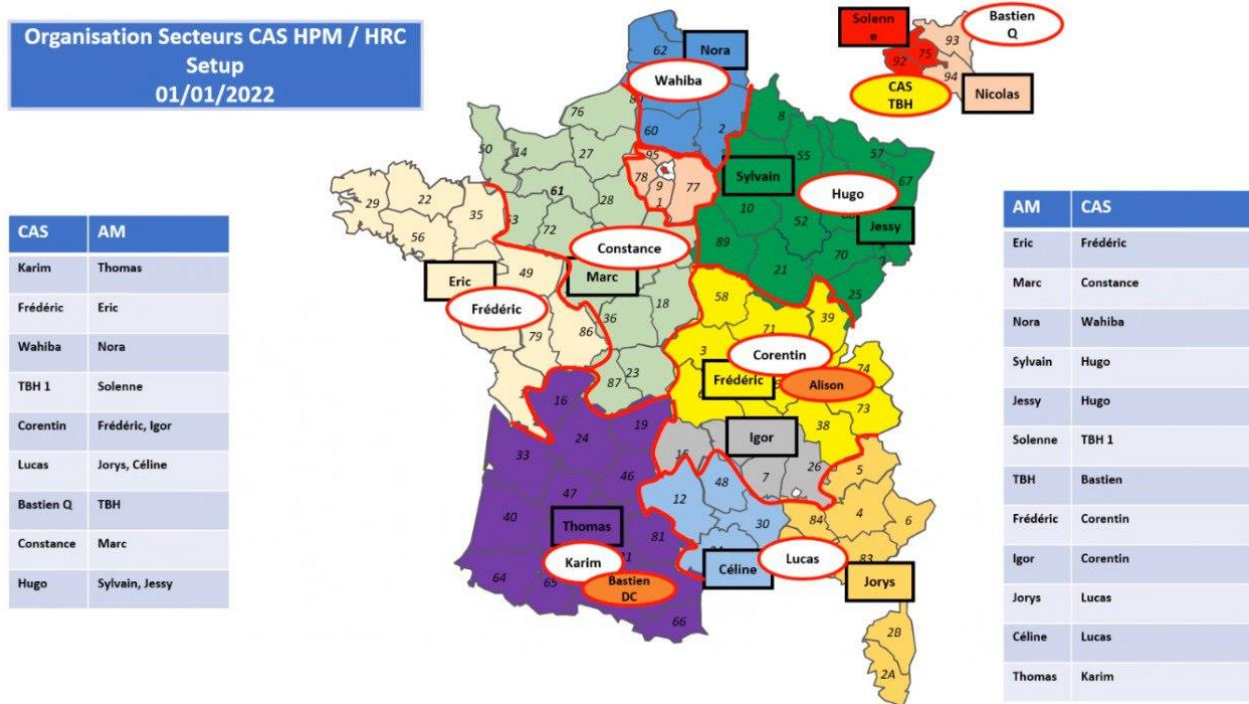 Organisation Secteurs CAS HPM / HRC
Setup
01/01/2022
Solenn
e
Bastien
Q
93
75
92
94
CAS
TBH
Nicolas
62
Nora
Wahiba
60
2
76
50
14
27
61
28
53
72
95
78
9
1
77
8
55
57
67
Sylvain
Hugo
10
52
Jessy
89
21
70
25
29
22
35
56
Constance
Marc
49
Eric
Frédéric
79
86
36
18
23
87
58
39
71
3
Corentin
Frédéric
Alison
74
73
38
16
19
24
33
46
47
40
Thomas
81
Karim
Bastien
DC
64
65
66
Igor
15
7
26
12
48
30
Céline
Lucas
5
84
4
6
83
Jorys
2B
2A
CAS AM
Karim Thomas
Frédéric Eric
Wahiba Nora
TBH 1 Solenne
Corentin Frédéric, Igor
Lucas Jorys, Céline
Bastien Q TBH
Constance Marc
Hugo Sylvain, Jessy
AM CAS
Eric Frédéric
Marc Constance
Nora Wahiba
Sylvain Hugo
Jessy Hugo
Solenne TBH 1
TBH Bastien
Frédéric Corentin
Igor Corentin
Jorys Lucas
Céline Lucas
Thomas Karim